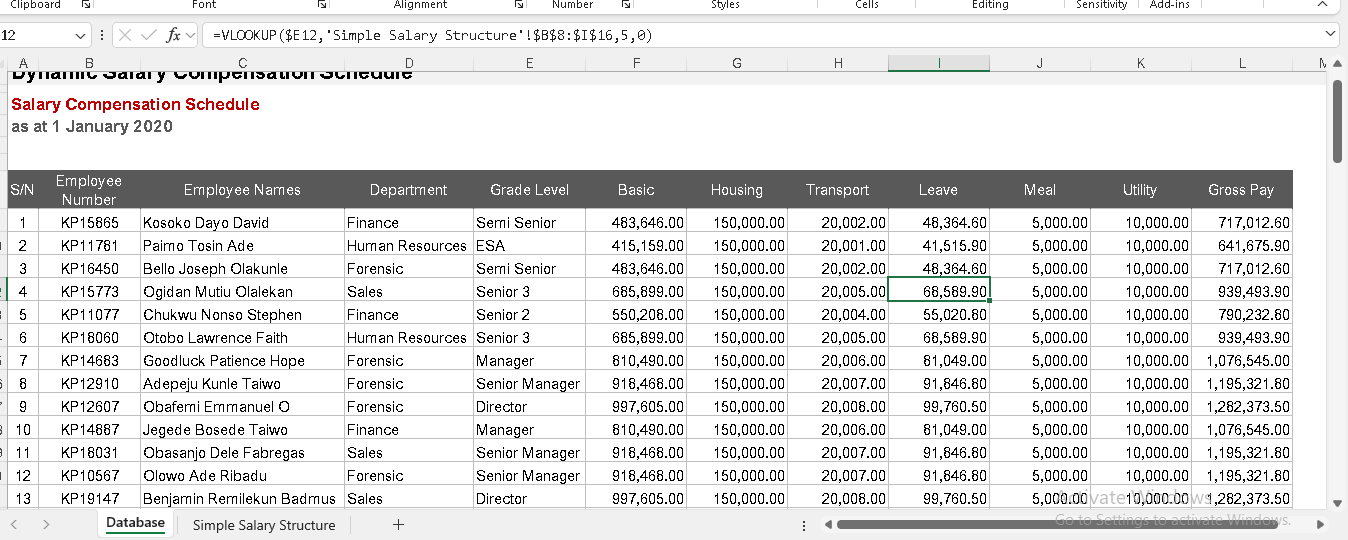 Clipboard Font Alignment Number Styles Cells Editing Sensitivity Add-ins
12 fx =VLOOKUP($E12,'Simple Salary Structure'!$B$8:$I$16,5,0)
A B C D E F G H I J K L
Dynamic Salary Compensation Schedule
Salary Compensation Schedule
as at 1 January 2020
S/N Employee Number Employee Names Department Grade Level Basic Housing Transport Leave Meal Utility Gross Pay
1 KP15865 Kosoko Dayo David Finance Semi Senior 483,646.00 150,000.00 20,002.00 48,364.60 5,000.00 10,000.00 717,012.60
2 KP11781 Paimo Tosin Ade Human Resources ESA 415,159.00 150,000.00 20,001.00 41,515.90 5,000.00 10,000.00 641,675.90
3 KP16450 Bello Joseph Olakunle Forensic Semi Senior 483,646.00 150,000.00 20,002.00 48,364.60 5,000.00 10,000.00 717,012.60
4 KP15773 Ogidan Mutiu Olalekan Sales Senior 3 685,899.00 150,000.00 20,005.00 68,589.90 5,000.00 10,000.00 939,493.90
5 KP11077 Chukwu Nonso Stephen Finance Senior 2 550,208.00 150,000.00 20,004.00 55,020.80 5,000.00 10,000.00 790,232.80
6 KP18060 Otobo Lawrence Faith Human Resources Senior 3 685,899.00 150,000.00 20,005.00 68,589.90 5,000.00 10,000.00 939,493.90
7 KP14683 Goodluck Patience Hope Forensic Manager 810,490.00 150,000.00 20,006.00 81,049.00 5,000.00 10,000.00 1,076,545.00
8 KP12910 Adepeju Kunle Taiwo Forensic Senior Manager 918,468.00 150,000.00 20,007.00 91,846.80 5,000.00 10,000.00 1,195,321.80
9 KP12607 Obafemi Emmanuel O Forensic Director 997,605.00 150,000.00 20,008.00 99,760.50 5,000.00 10,000.00 1,282,373.50
10 KP14887 Jegede Bosede Taiwo Finance Manager 810,490.00 150,000.00 20,006.00 81,049.00 5,000.00 10,000.00 1,076,545.00
11 KP18031 Obasanjo Dele Fabregas Sales Senior Manager 918,468.00 150,000.00 20,007.00 91,846.80 5,000.00 10,000.00 1,195,321.80
12 KP10567 Olowo Ade Ribadu Forensic Senior Manager 918,468.00 150,000.00 20,007.00 91,846.80 5,000.00 10,000.00 1,195,321.80
13 KP19147 Benjamin Remilekun Badmus Sales Director 997,605.00 150,000.00 20,008.00 99,760.50 5,000.00 10,000.00 1,282,373.50
Activate Windows
Go to Settings to activate Windows.
Database Simple Salary Structure